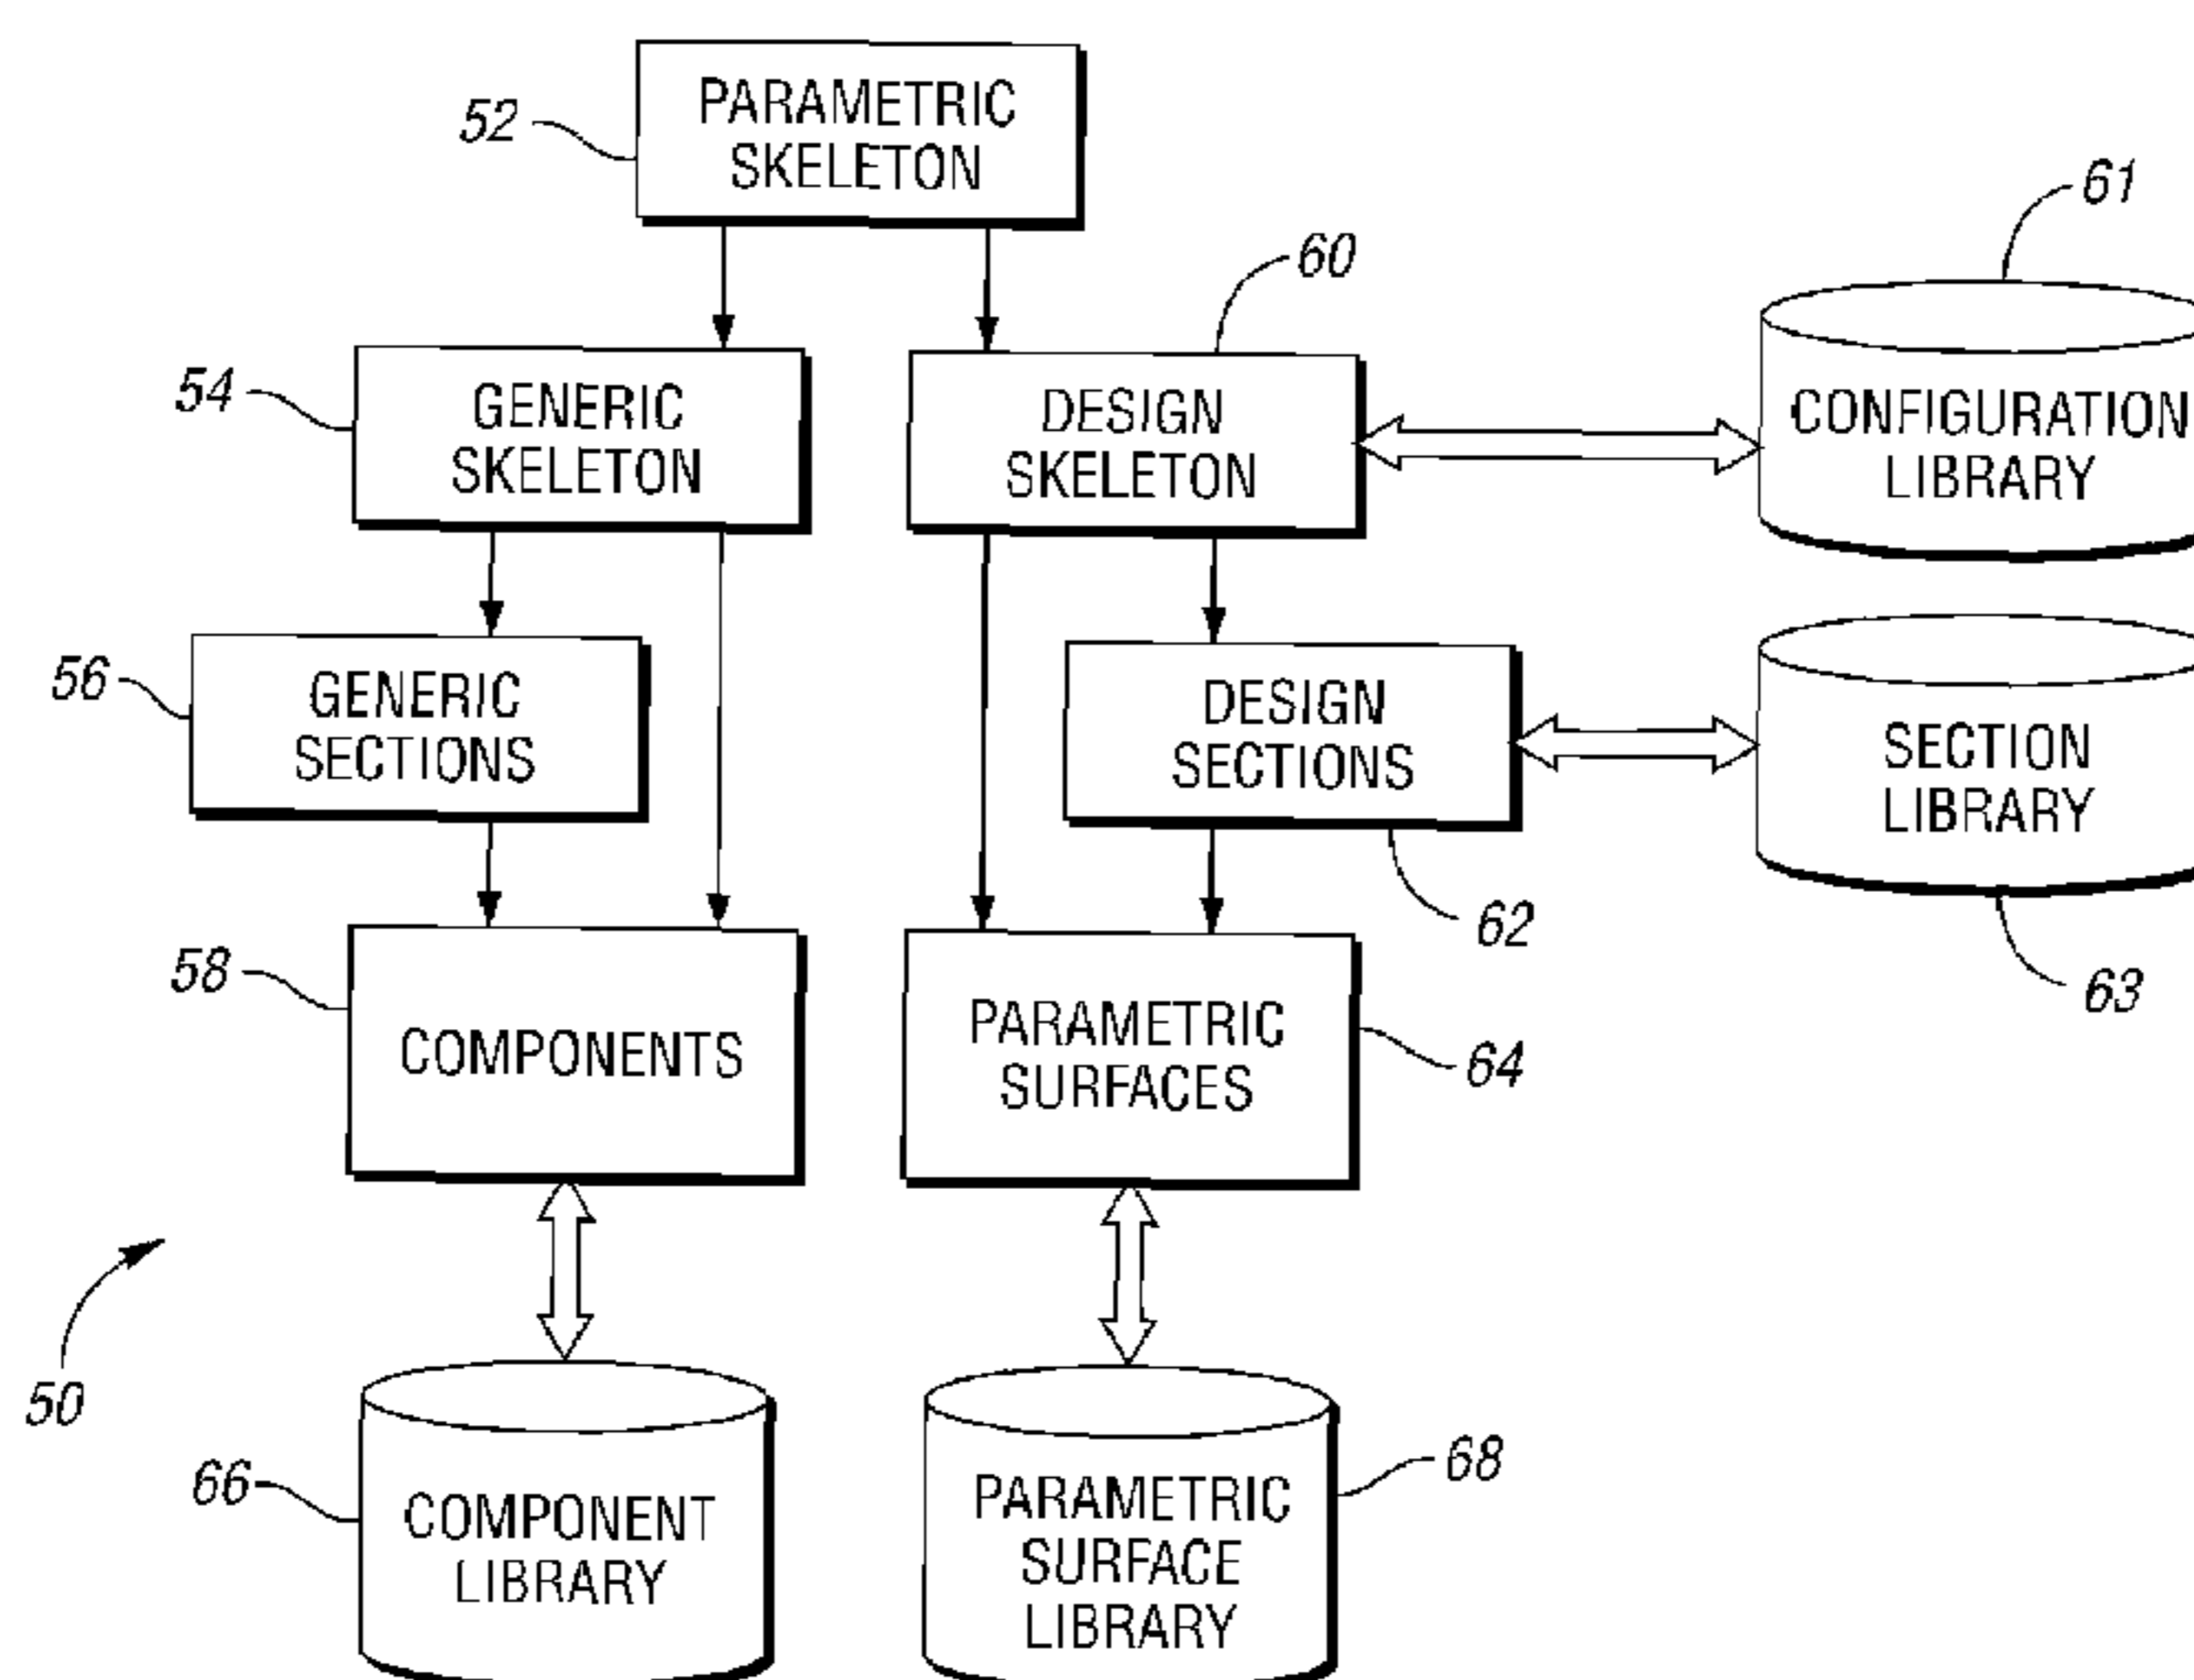 PARAMETRIC
SKELETON
52
61
60
54
GENERIC
SKELETON
DESIGN
SKELETON
CONFIGURATION
LIBRARY
56
GENERIC
SECTIONS
DESIGN
SECTIONS
SECTION
LIBRARY
62
63
58
COMPONENTS
PARAMETRIC
SURFACES
64
50
66
COMPONENT
LIBRARY
PARAMETRIC
SURFACE
LIBRARY
68